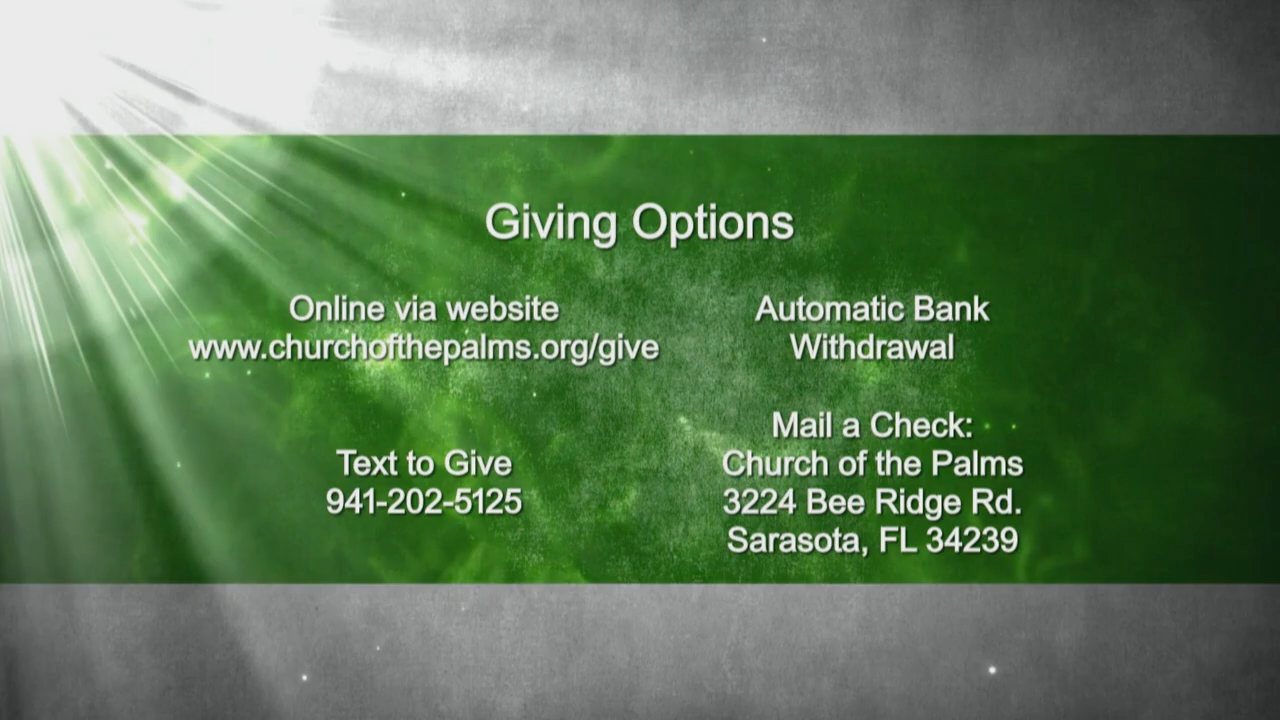 Giving Options
Online via website
www.churchofthepalms.org/give
Automatic Bank
Withdrawal
Text to Give
941-202-5125
Mail a Check:
Church of the Palms
3224 Bee Ridge Rd.
Sarasota, FL 34239